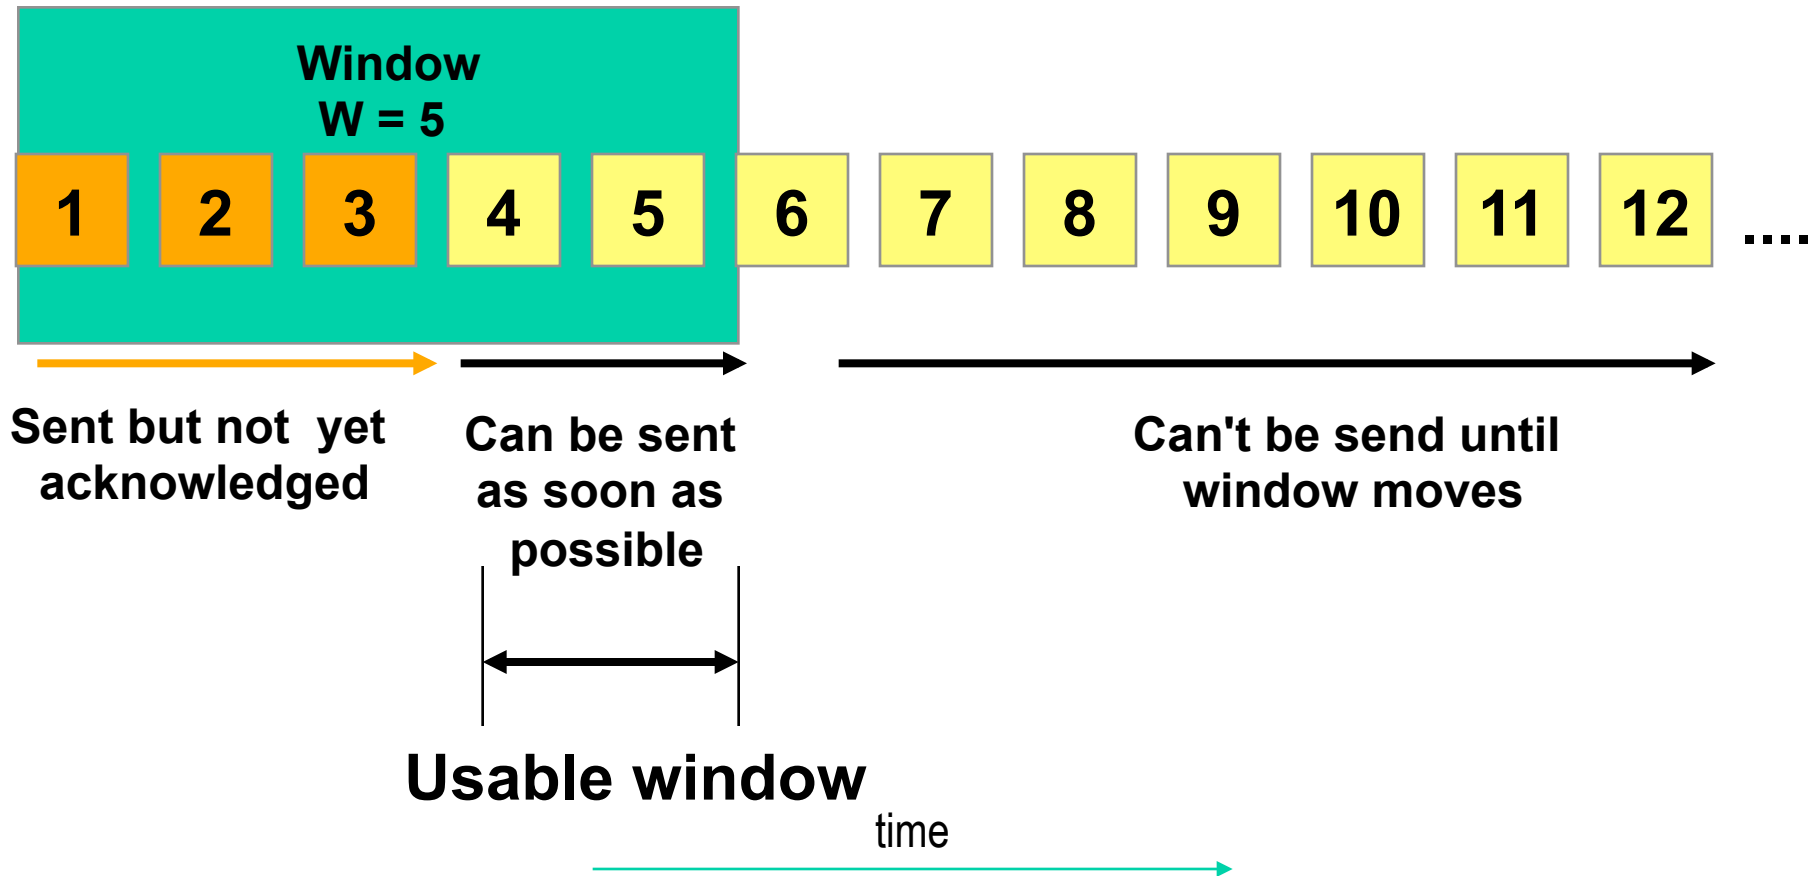 Window
W = 5
1 2 3 4 5 6 7 8 9 10 11 12 ....
Sent but not yet
acknowledged
Can be sent
as soon as
possible
Can't be send until
window moves
Usable window
time